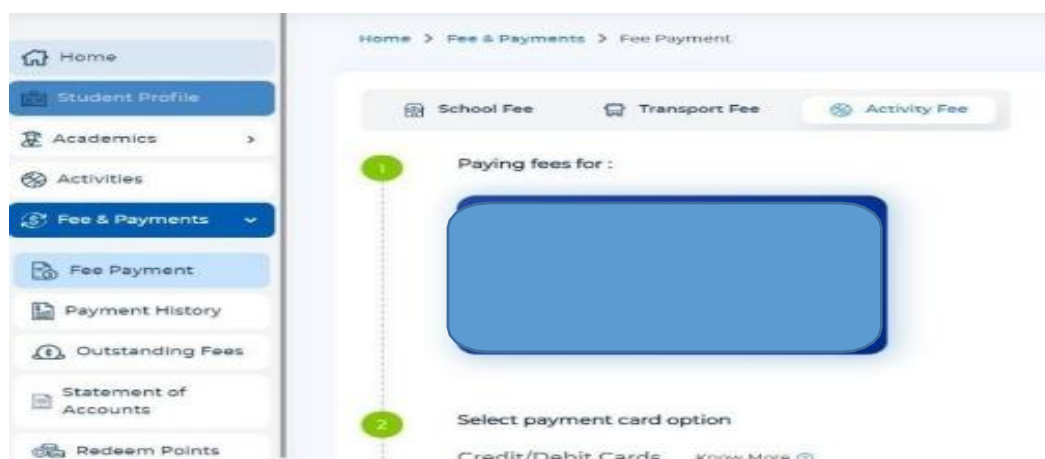 Home > Fee & Payments > Fee Payment
Home
Student Profile
Academics >
Activities
Fee & Payments
Fee Payment
Payment History
Outstanding Fees
Statement of
Accounts
Redeem Points
School Fee Transport Fee Activity Fee
1 Paying fees for :
2 Select payment card option
Credit/Debit Cards Know More